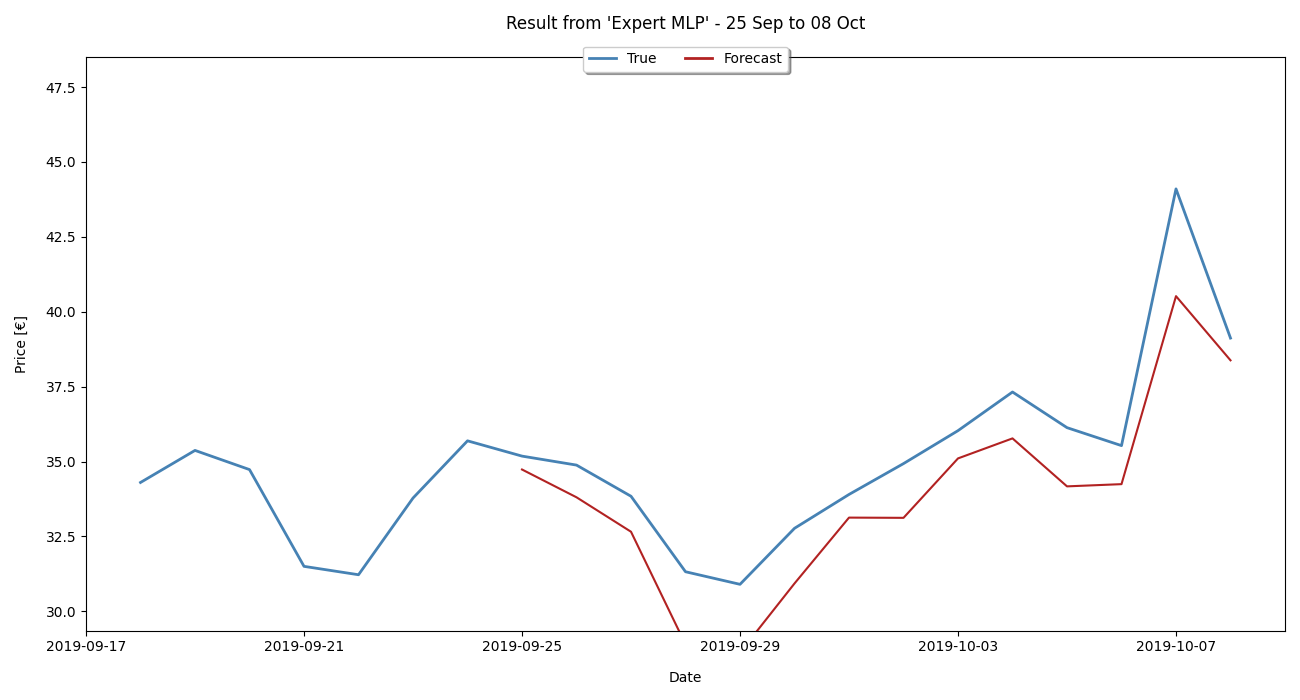 Result from 'Expert MLP' - 25 Sep to 08 Oct
True Forecast
47.5
45.0
42.5
40.0
37.5
35.0
32.5
30.0
Price [€]
2019-09-17 2019-09-21 2019-09-25 2019-09-29 2019-10-03 2019-10-07
Date